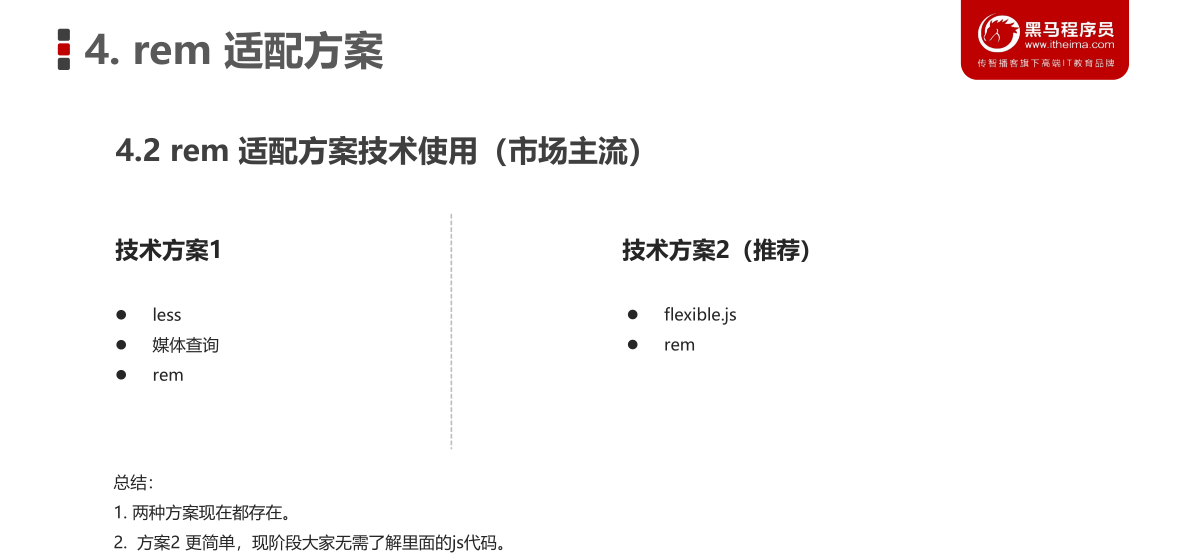 4. rem 适配方案
黑马程序员
www.itheima.com
传智播客旗下高端IT教育品牌
4.2 rem 适配方案技术使用（市场主流）
技术方案1
● less
● 媒体查询
● rem
技术方案2（推荐）
● flexible.js
● rem
总结：
1. 两种方案现在都存在。
2. 方案2 更简单，现阶段大家无需了解里面的js代码。